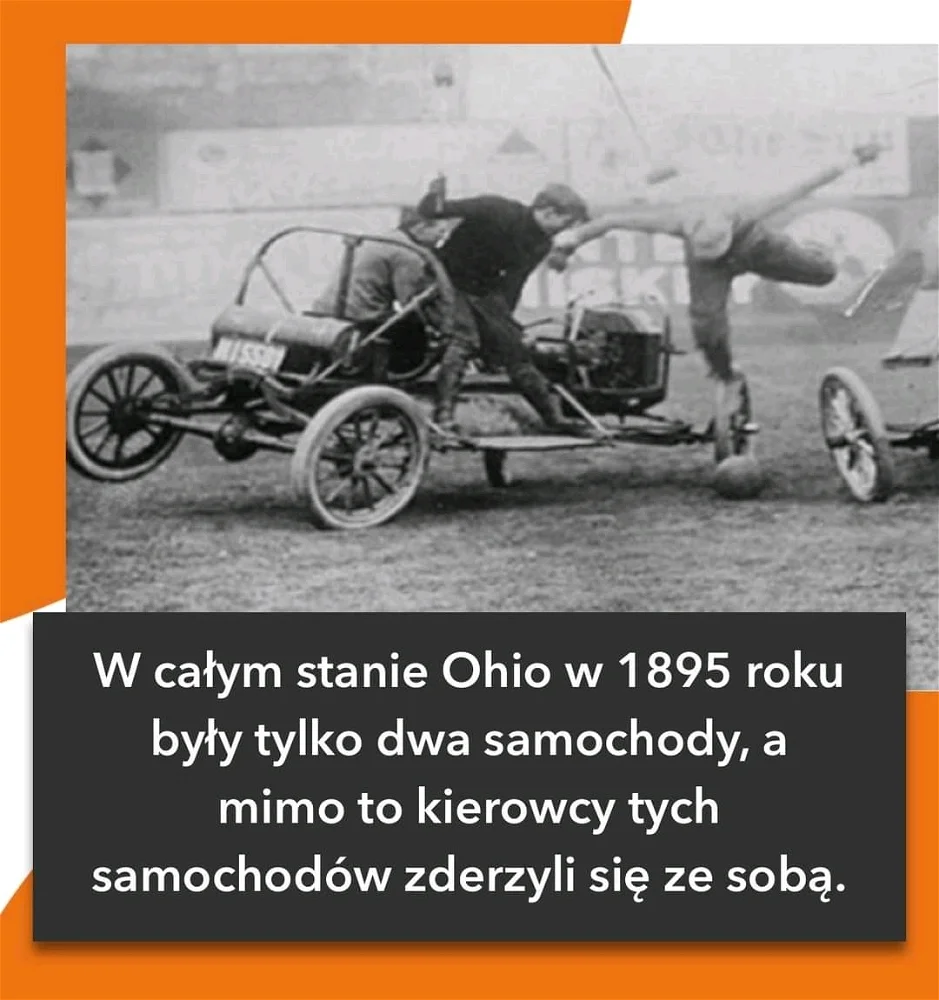 W całym stanie Ohio w 1895 roku
były tylko dwa samochody, a
mimo to kierowcy tych
samochodów zderzyli się ze sobą.